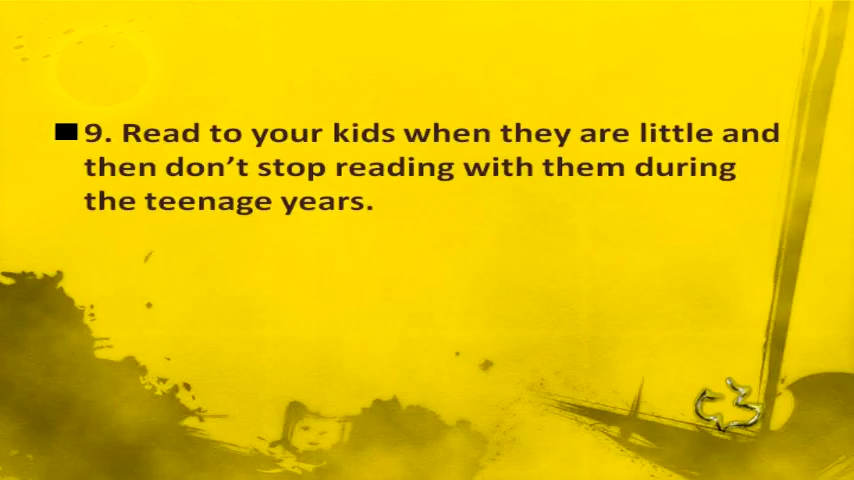 9. Read to your kids when they are little and
then don’t stop reading with them during
the teenage years.